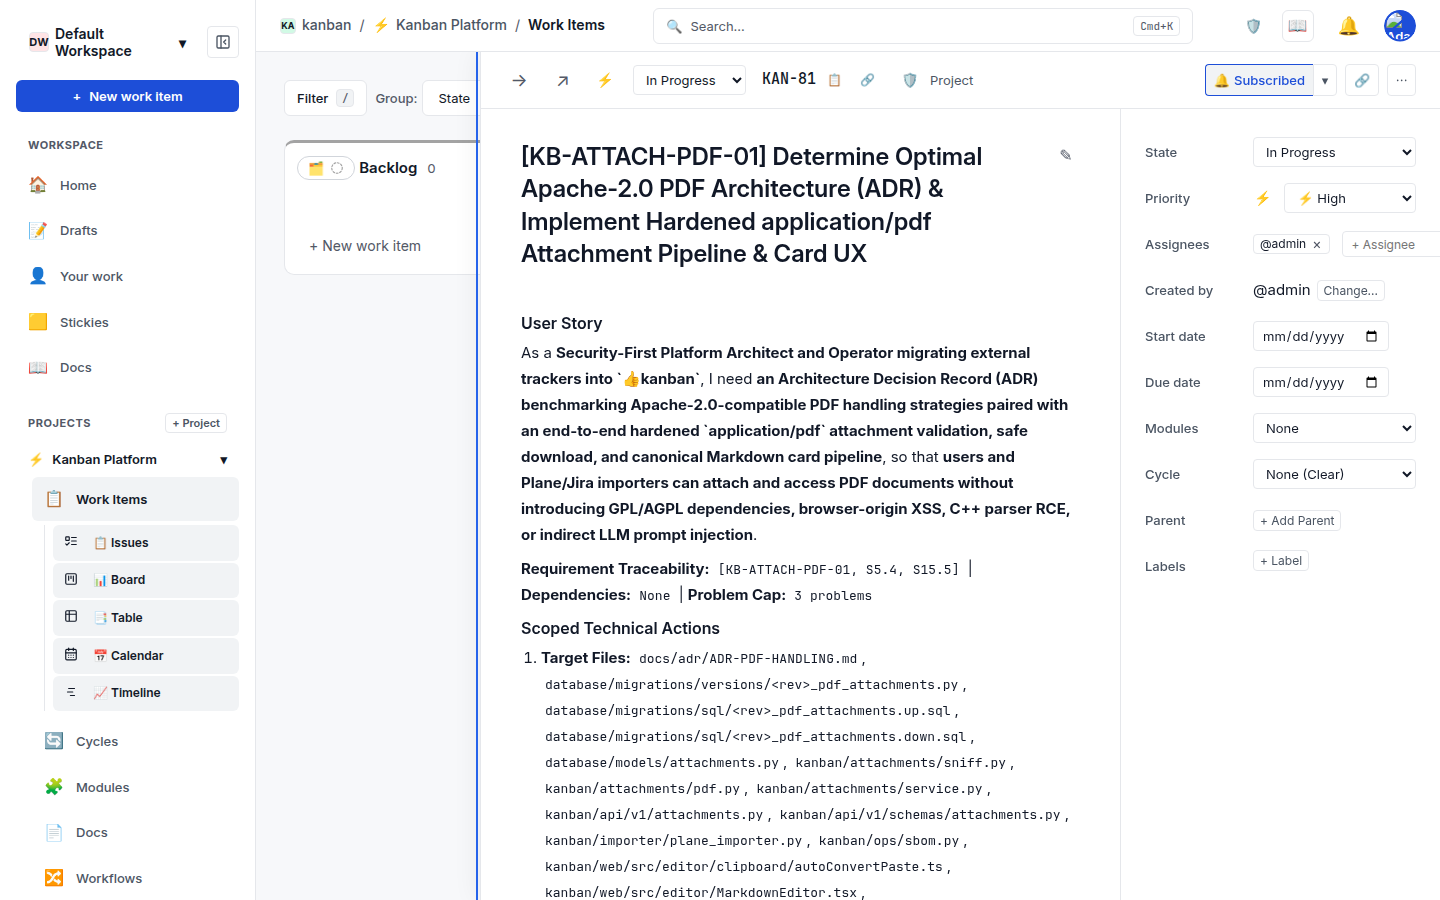 DW Default Workspace ▾
+ New work item
WORKSPACE
Home
Drafts
Your work
Stickies
Docs
PROJECTS + Project
Kanban Platform ▾
Work Items
Issues
Board
Table
Calendar
Timeline
Cycles
Modules
Docs
Workflows
KA kanban / ⚡ Kanban Platform / Work Items
Search... Cmd+K
Ada
Filter / Group: State
Backlog 0
+ New work item
→ ↗ ⚡ In Progress KAN-81 Project
🔔 Subscribed ▾ ...
[KB-ATTACH-PDF-01] Determine Optimal
Apache-2.0 PDF Architecture (ADR) &
Implement Hardened application/pdf
Attachment Pipeline & Card UX
User Story
As a Security-First Platform Architect and Operator migrating external
trackers into `👍kanban`, I need an Architecture Decision Record (ADR)
benchmarking Apache-2.0-compatible PDF handling strategies paired with
an end-to-end hardened `application/pdf` attachment validation, safe
download, and canonical Markdown card pipeline, so that users and
Plane/Jira importers can attach and access PDF documents without
introducing GPL/AGPL dependencies, browser-origin XSS, C++ parser RCE,
or indirect LLM prompt injection.
Requirement Traceability: [KB-ATTACH-PDF-01, S5.4, S15.5] |
Dependencies: None | Problem Cap: 3 problems
Scoped Technical Actions
1. Target Files: docs/adr/ADR-PDF-HANDLING.md ,
database/migrations/versions/<rev>_pdf_attachments.py ,
database/migrations/sql/<rev>_pdf_attachments.up.sql ,
database/migrations/sql/<rev>_pdf_attachments.down.sql ,
database/models/attachments.py , kanban/attachments/sniff.py ,
kanban/attachments/pdf.py , kanban/attachments/service.py ,
kanban/api/v1/attachments.py , kanban/api/v1/schemas/attachments.py ,
kanban/importer/plane_importer.py , kanban/ops/sbom.py ,
kanban/web/src/editor/clipboard/autoConvertPaste.ts ,
kanban/web/src/editor/MarkdownEditor.tsx ,
State In Progress
Priority ⚡ ⚡ High
Assignees @admin × + Assignee
Created by @admin Change...
Start date mm/dd/yyyy
Due date mm/dd/yyyy
Modules None
Cycle None (Clear)
Parent + Add Parent
Labels + Label